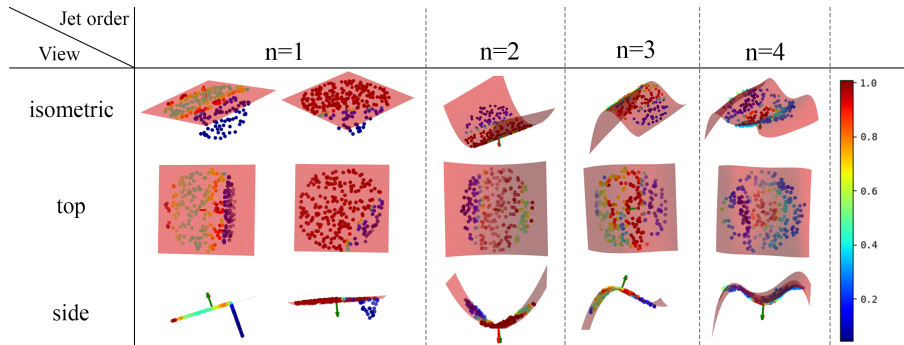 Jet order
View
n=1
n=2
n=3
n=4
isometric
top
side
1.0
0.8
0.6
0.4
0.2